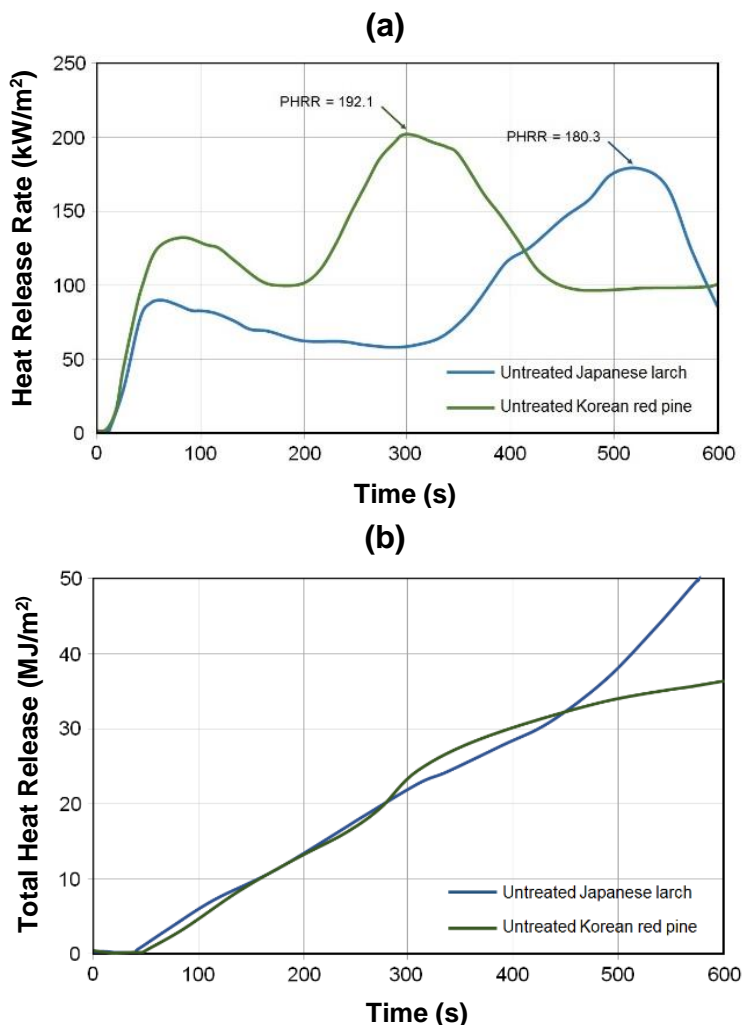 (a)
Heat Release Rate (kW/m²)
250
200
150
100
50
0
PHRR = 192.1
PHRR = 180.3
Untreated Japanese larch
Untreated Korean red pine
0 100 200 300 400 500 600
Time (s)
(b)
Total Heat Release (MJ/m²)
50
40
30
20
10
0
Untreated Japanese larch
Untreated Korean red pine
0 100 200 300 400 500 600
Time (s)